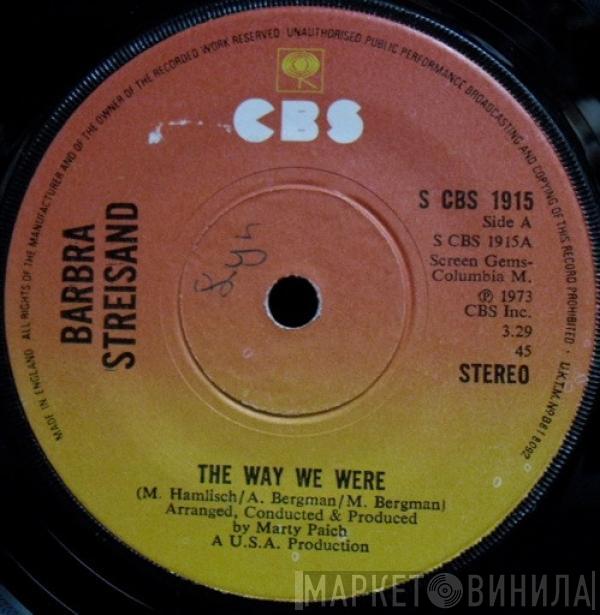 MADE IN ENGLAND ALL RIGHTS OF THE MANUFACTURER AND OF THE OWNER OF THE RECORDED WORK RESERVED UNAUTHORISED PUBLIC PERFORMANCE BROADCASTING AND COPYING OF THIS RECORD PROHIBITED · U.K.T.M. Nº B818092
CBS
BARBRA
STREISAND
S CBS 1915
Side A
S CBS 1915A
Screen Gems-
Columbia M.
℗ 1973
CBS Inc.
3.29
45
STEREO
THE WAY WE WERE
(M. Hamlisch/A. Bergman/M. Bergman)
Arranged, Conducted & Produced
by Marty Paich
A U.S.A. Production
МАРКЕТ ВИНИЛА